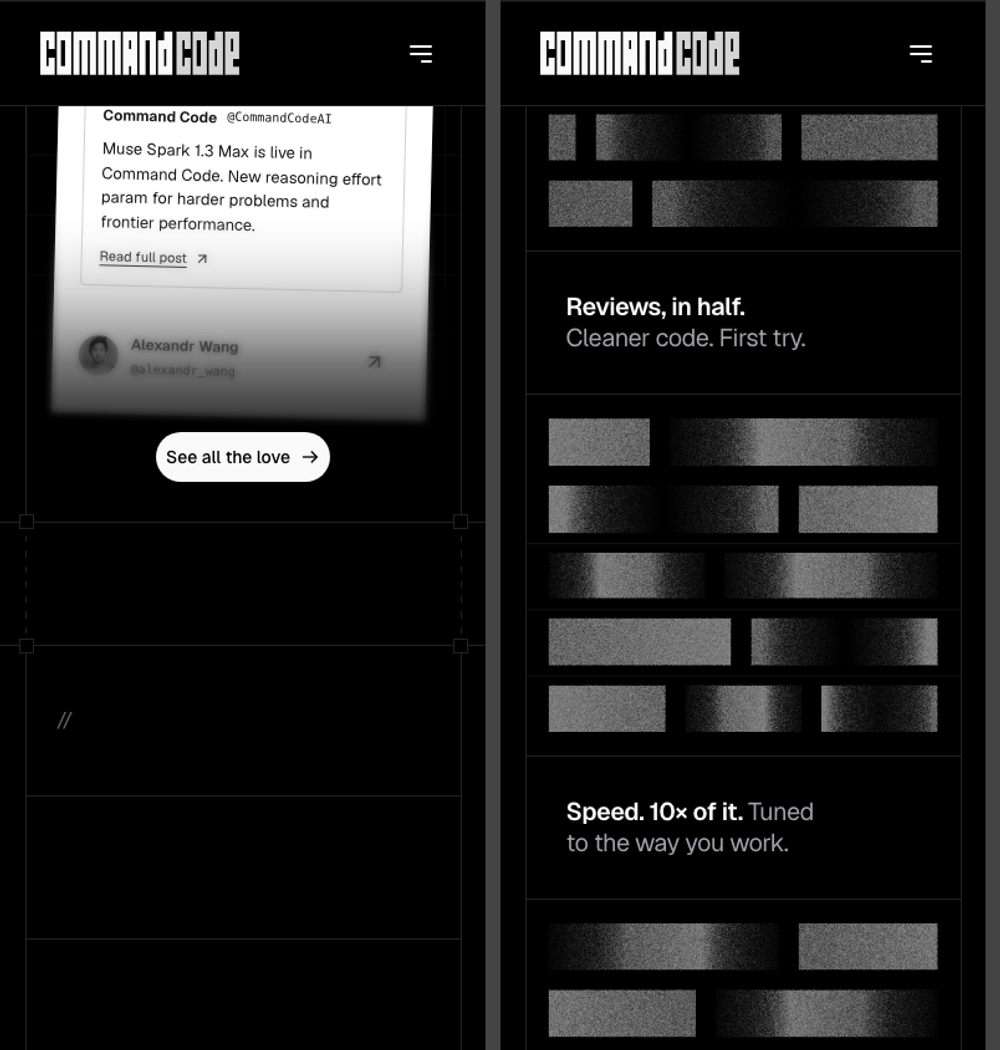 COMMAND CODE
Command Code @CommandCodeAI
Muse Spark 1.3 Max is live in
Command Code. New reasoning effort
param for harder problems and
frontier performance.
Read full post
Alexandr Wang
@alexandr_wang
See all the love
//
COMMAND CODE
Reviews, in half.
Cleaner code. First try.
Speed. 10× of it. Tuned
to the way you work.